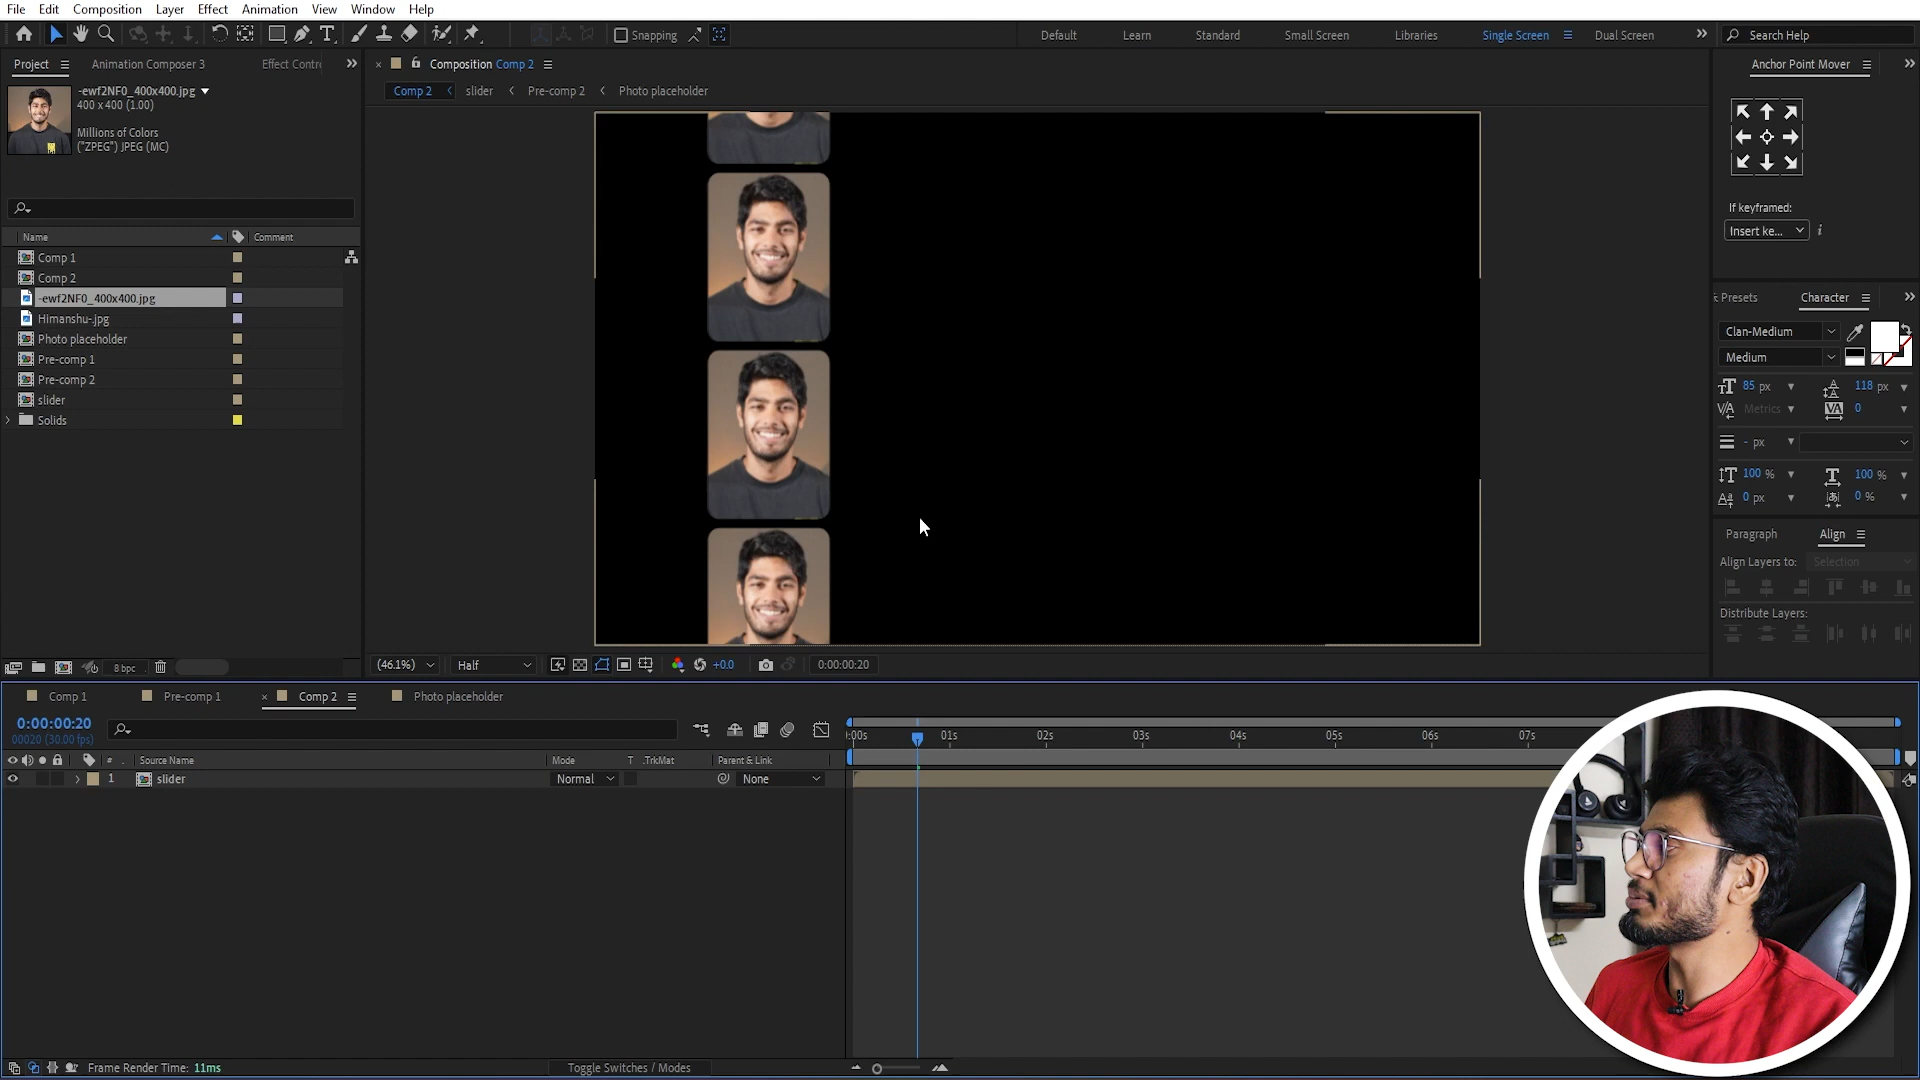 File Edit Composition Layer Effect Animation View Window Help
Snapping Default Learn Standard Small Screen Libraries Single Screen Dual Screen Search Help
Project Animation Composer 3 Effect Contro
Composition Comp 2
Anchor Point Mover
-ewf2NF0_400x400.jpg
400 x 400 (1.00)
Millions of Colors
("ZPEG") JPEG (MC)
Comp 2 slider Pre-comp 2 Photo placeholder
If keyframed:
Insert ke...
Name Comment
Comp 1
Comp 2
-ewf2NF0_400x400.jpg
Himanshu-.jpg
Photo placeholder
Pre-comp 1
Pre-comp 2
slider
Solids
Presets Character
Clan-Medium
Medium
85 px 118 px
Metrics 0
- px
100 % 100 %
0 px 0 %
Paragraph Align
Align Layers to: Selection
Distribute Layers:
8 bpc
(46.1%) Half +0.0 0:00:00:20
Comp 1 Pre-comp 1 Comp 2 Photo placeholder
0:00:00:20
00020 (30.00 fps)
:00s 01s 02s 03s 04s 05s 06s 07s
# Source Name Mode T .TrkMat Parent & Link
1 slider Normal None
Frame Render Time: 11ms
Toggle Switches / Modes